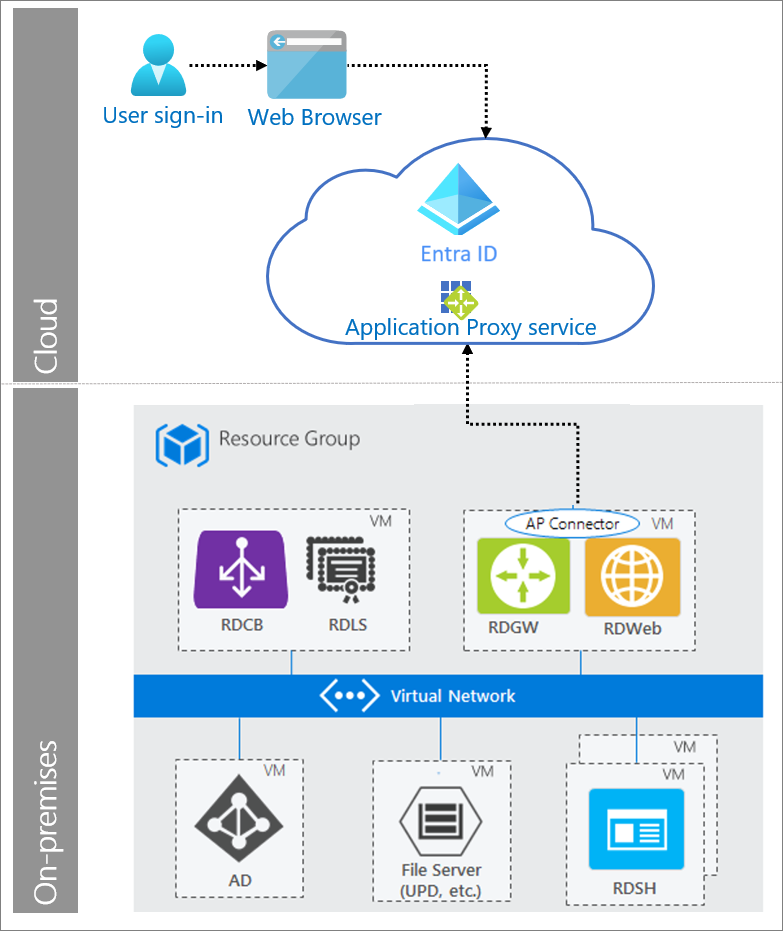 User sign-in
Web Browser
Entra ID
Application Proxy service
Cloud
Resource Group
VM
RDCB
RDLS
AP Connector
VM
RDGW
RDWeb
Virtual Network
On-premises
VM
AD
VM
File Server
(UPD, etc.)
VM
VM
RDSH